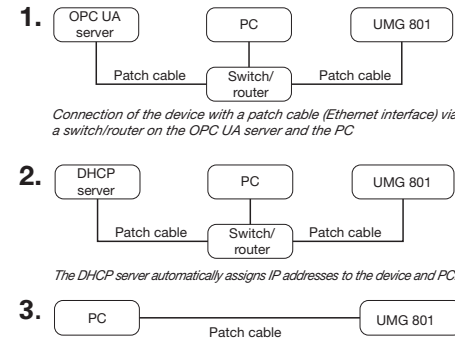 1.
OPC UA
server
PC
UMG 801
Patch cable
Switch/
router
Patch cable
Connection of the device with a patch cable (Ethernet interface) via
a switch/router on the OPC UA server and the PC
2.
DHCP
server
PC
UMG 801
Patch cable
Switch/
router
Patch cable
The DHCP server automatically assigns IP addresses to the device and PC.
3.
PC
Patch cable
UMG 801